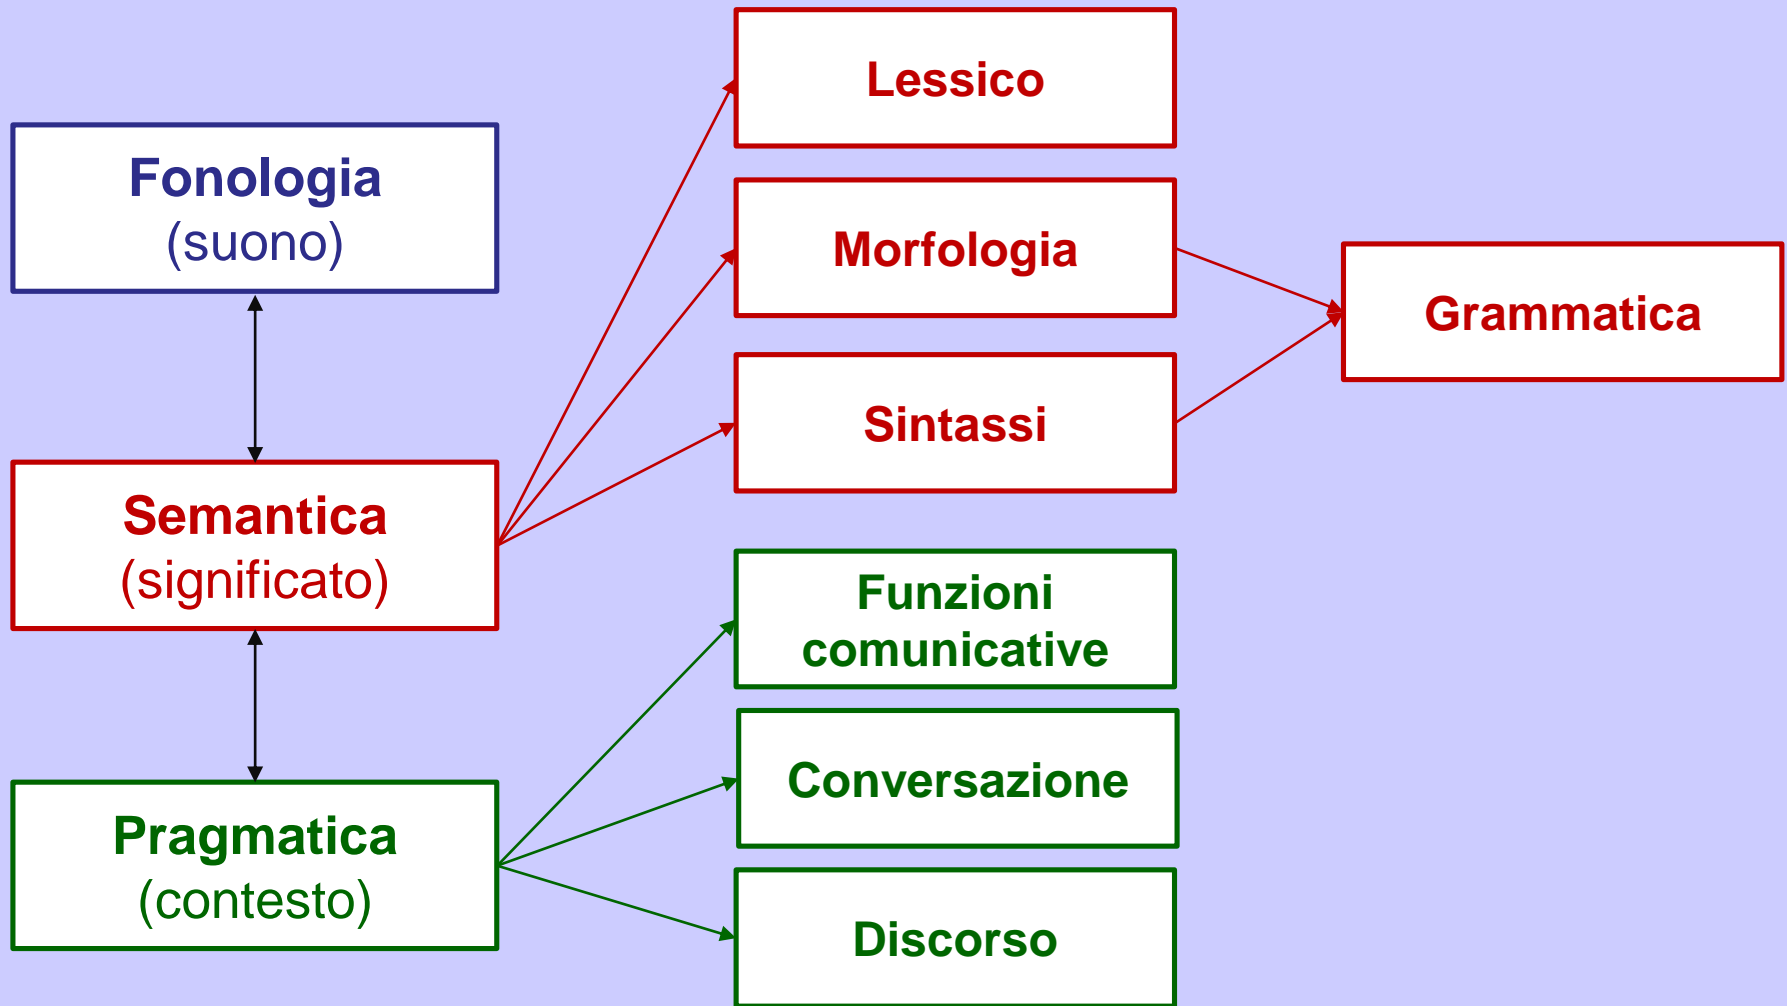 Fonologia
(suono)
Semantica
(significato)
Pragmatica
(contesto)
Lessico
Morfologia
Sintassi
Grammatica
Funzioni
comunicative
Conversazione
Discorso